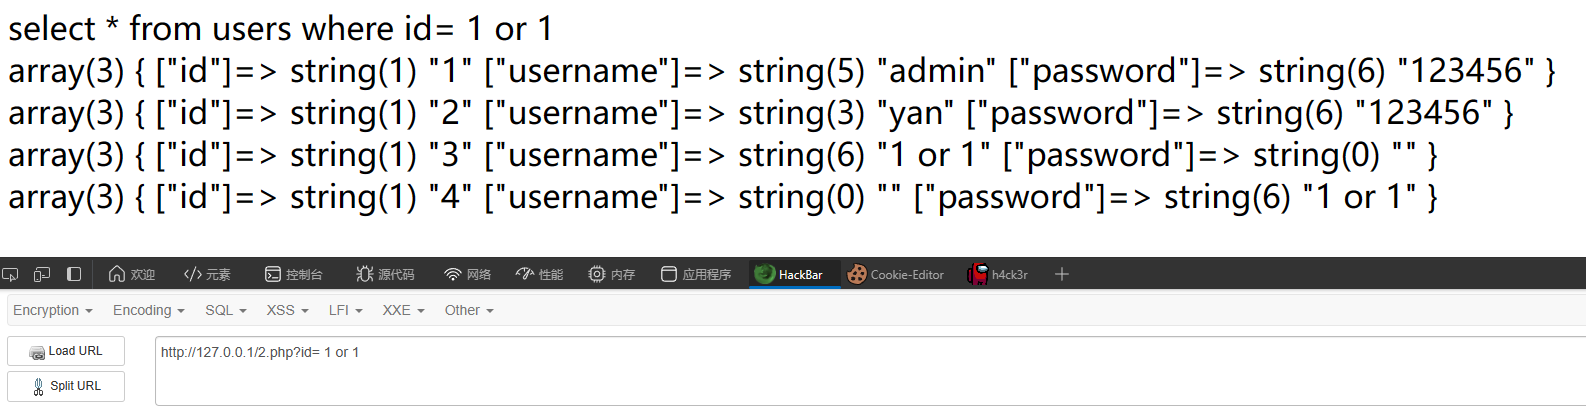 select * from users where id= 1 or 1
array(3) { ["id"]=> string(1) "1" ["username"]=> string(5) "admin" ["password"]=> string(6) "123456" }
array(3) { ["id"]=> string(1) "2" ["username"]=> string(3) "yan" ["password"]=> string(6) "123456" }
array(3) { ["id"]=> string(1) "3" ["username"]=> string(6) "1 or 1" ["password"]=> string(0) "" }
array(3) { ["id"]=> string(1) "4" ["username"]=> string(0) "" ["password"]=> string(6) "1 or 1" }
欢迎 元素 控制台 源代码 网络 性能 内存 应用程序 HackBar Cookie-Editor h4ck3r
Encryption Encoding SQL XSS LFI XXE Other
Load URL http://127.0.0.1/2.php?id= 1 or 1
Split URL